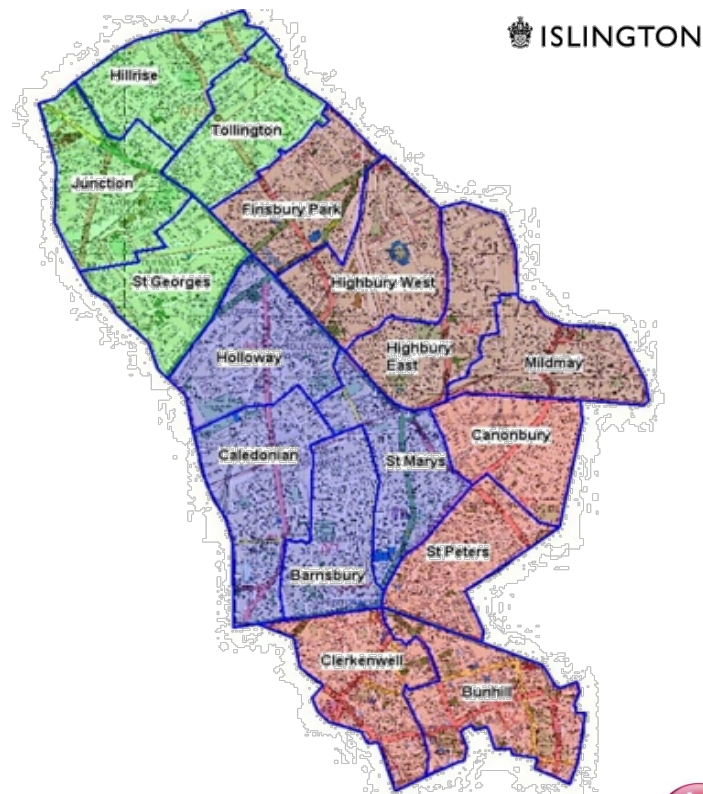 ISLINGTON
Hillrise
Tollington
Junction
Finsbury Park
St Georges
Highbury West
Holloway
Highbury
East
Mildmay
Canonbury
Caledonian
St Marys
St Peters
Barnsbury
Clerkenwell
Bunhill